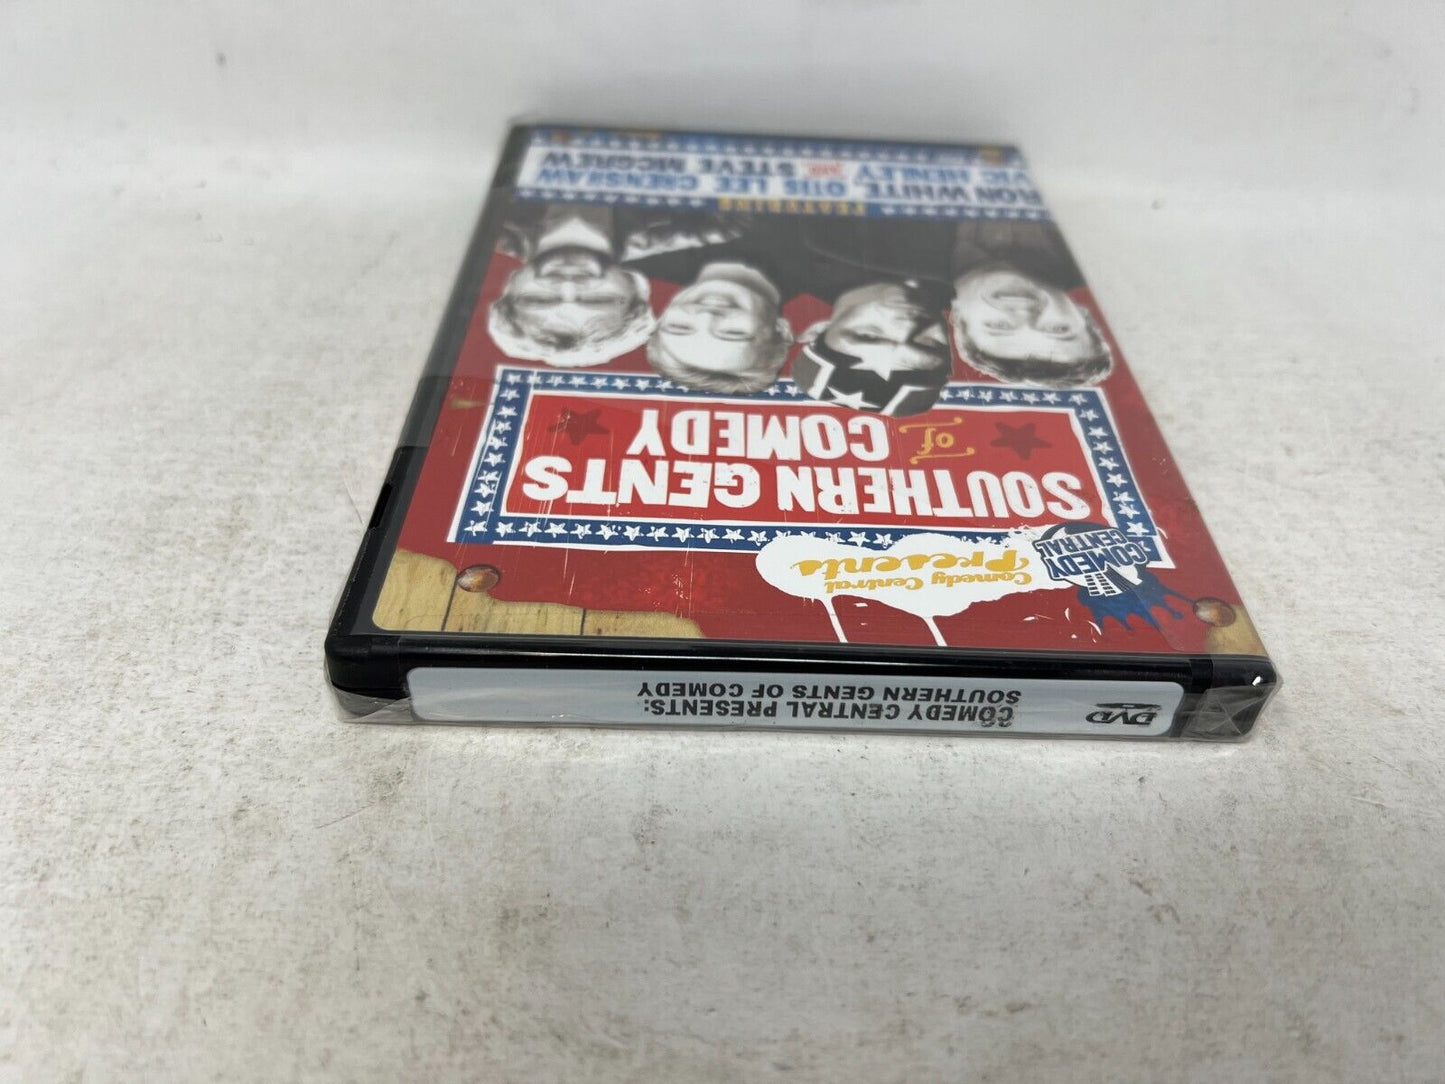 COMEDY
CENTRAL
Comedy Central
Presents
SOUTHERN GENTS
of
COMEDY
FEATURING
RON WHITE, OTIS LEE CRENSHAW
VIC HENLEY STEVE MCGREW
DVD
COMEDY CENTRAL PRESENTS:
SOUTHERN GENTS OF COMEDY